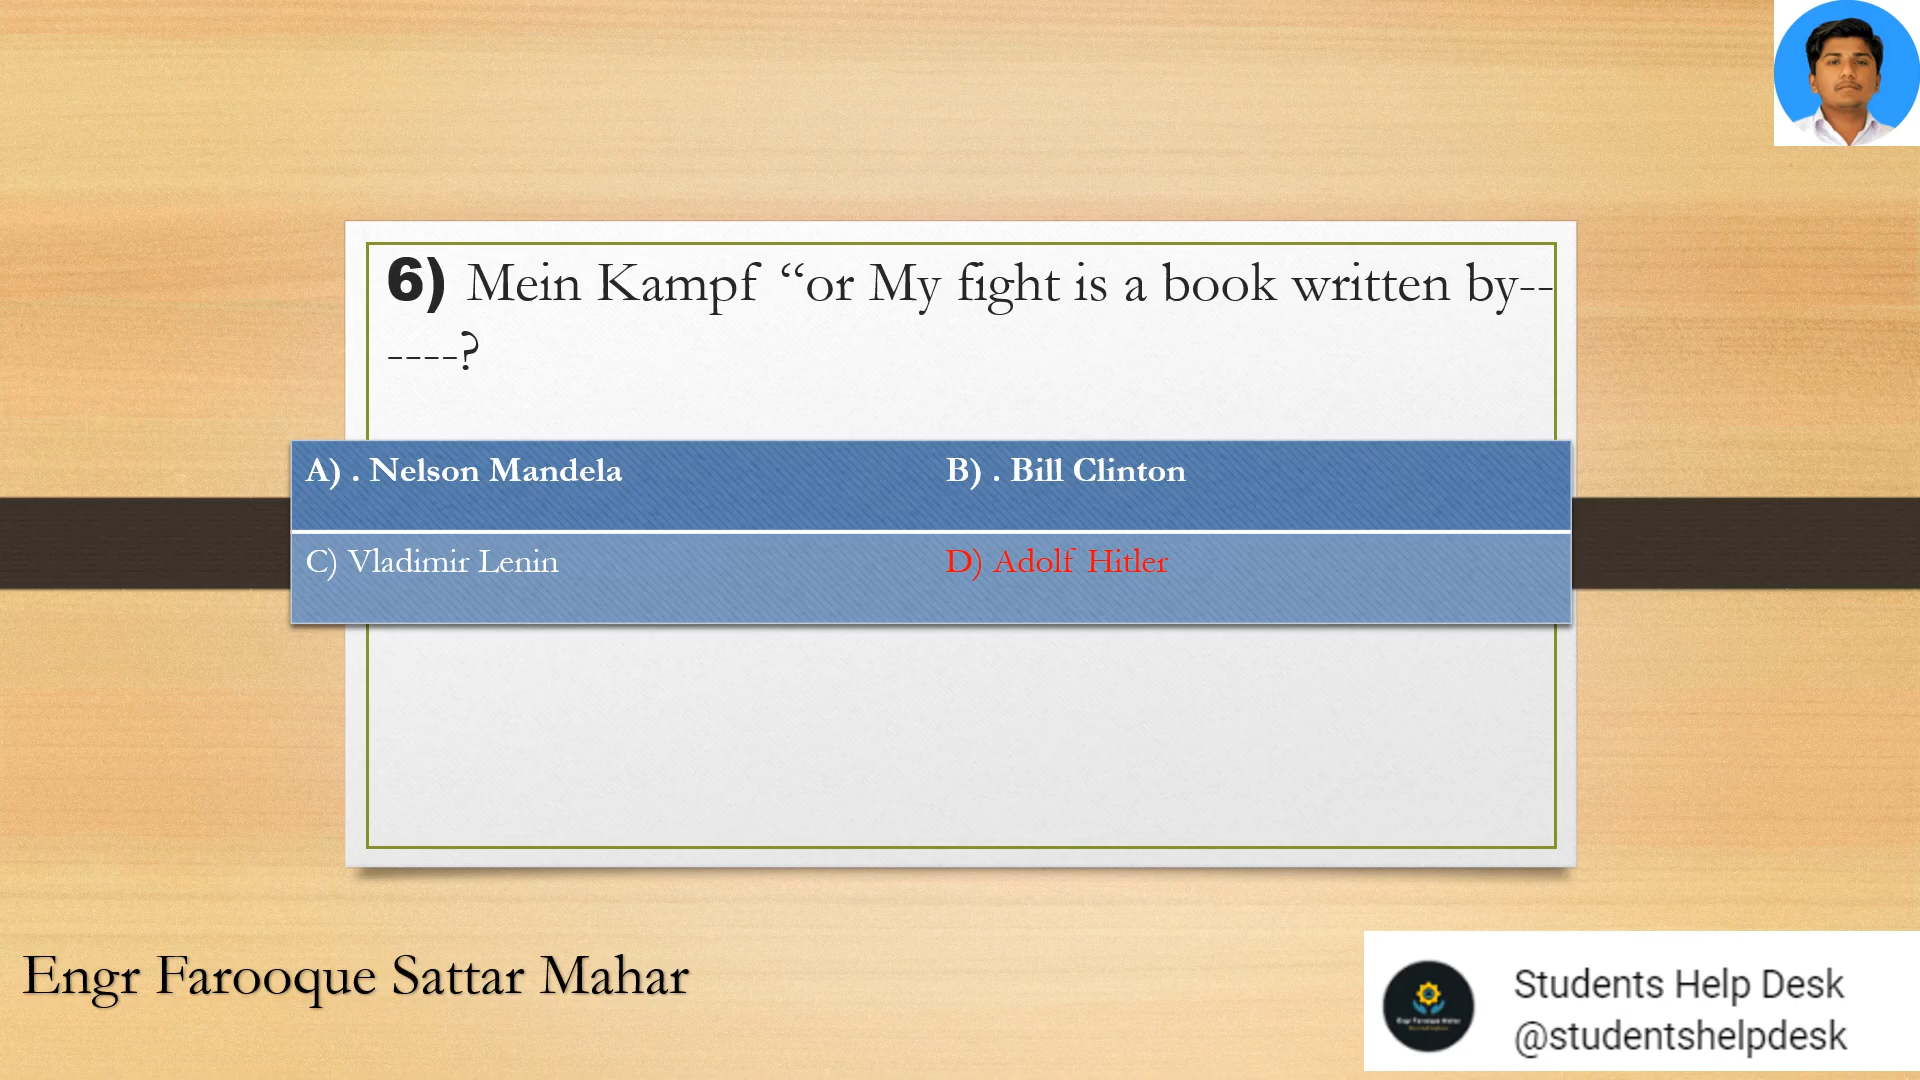 6) Mein Kampf “or My fight is a book written by--
----?
A) . Nelson Mandela
B) . Bill Clinton
C) Vladimir Lenin
D) Adolf Hitler
Engr Farooque Sattar Mahar
Students Help Desk
@studentshelpdesk